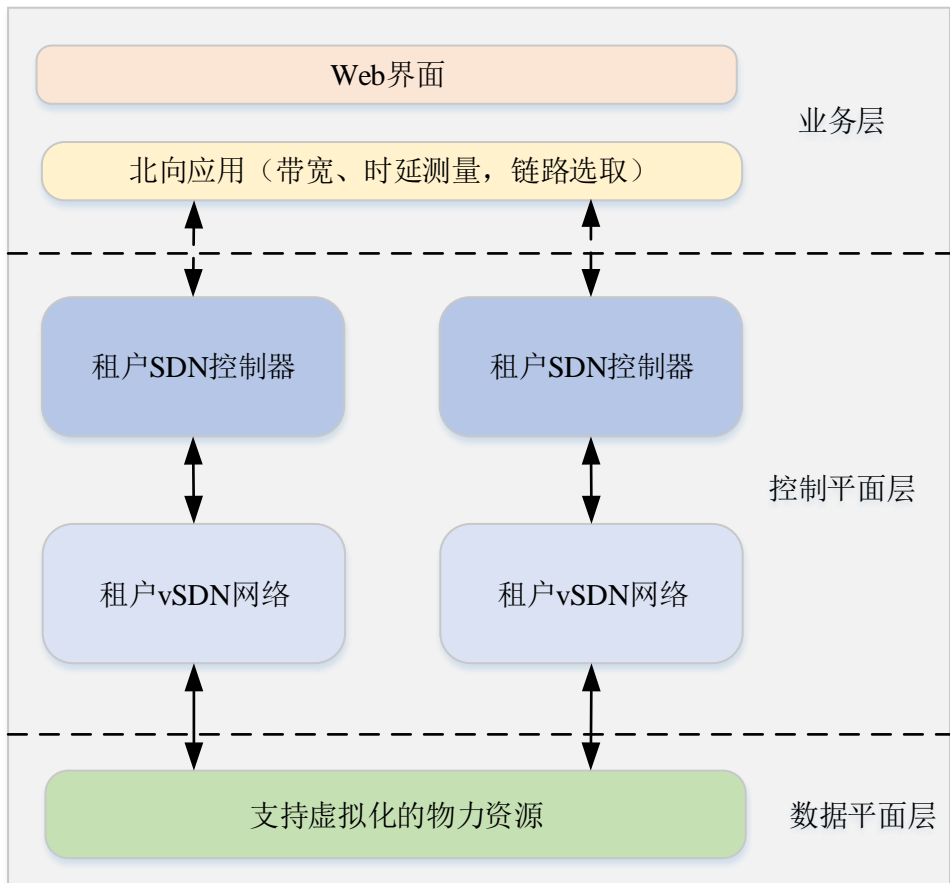 Web界面
业务层
北向应用（带宽、时延测量，链路选取）
租户SDN控制器
租户SDN控制器
控制平面层
租户vSDN网络
租户vSDN网络
支持虚拟化的物力资源
数据平面层